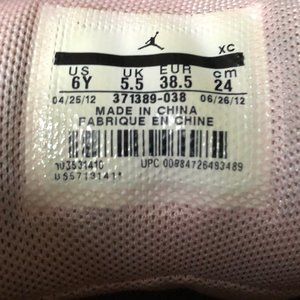 XC
US UK EUR cm
6Y 5.5 38.5 24
04/25/12 371389-038 06/26/12
MADE IN CHINA
FABRIQUE EN CHINE
UPC 00884726493489